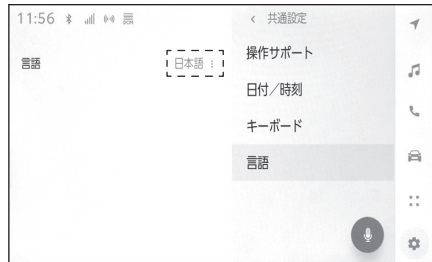 11:56
言語
日本語
共通設定
操作サポート
日付／時刻
キーボード
言語